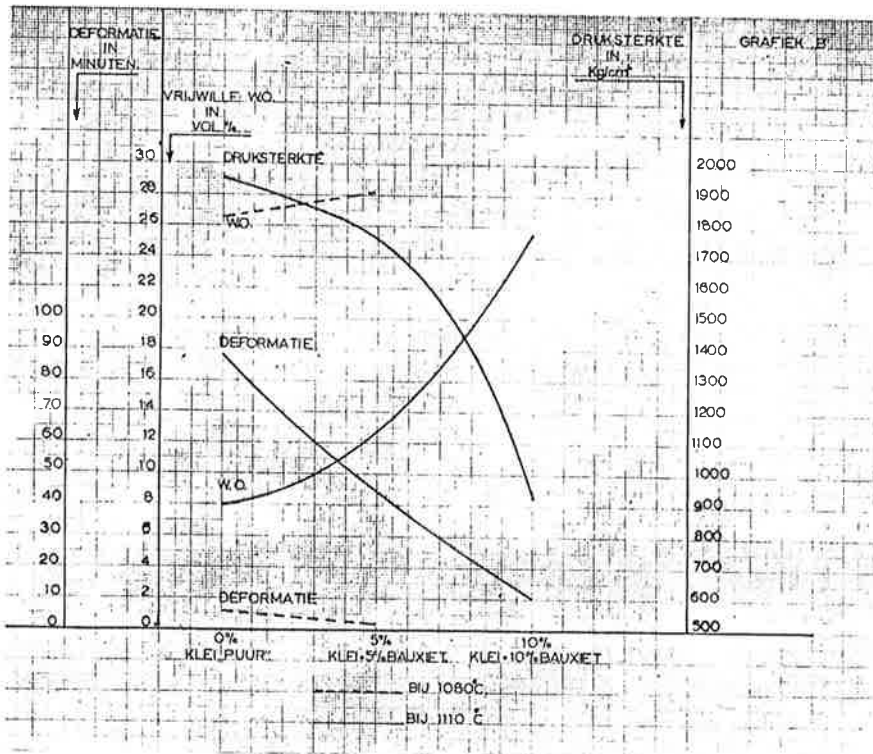 DEFORMATIE
IN
MINUTEN.
VRIJWILLE W.O.
IN
VOL %
DRUKSTERKTE
IN
Kg/cm²
GRAFIEK „B"
30
28
26
24
22
20
18
16
14
12
10
8
6
4
2
0
100
90
80
70
60
50
40
30
20
10
0
2000
1900
1800
1700
1600
1500
1400
1300
1200
1100
1000
900
800
700
600
500
DRUKSTERKTE
W.O.
DEFORMATIE
W.O.
DEFORMATIE
0% 5% 10%
KLEI „PUUR" KLEI+5% BAUXIET KLEI+10% BAUXIET
BIJ 1080°C,
BIJ 1110 °C